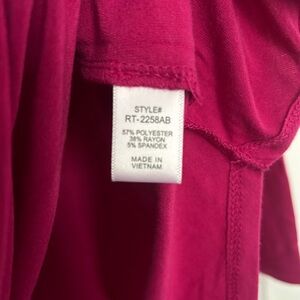 STYLE#
RT-2258AB
57% POLYESTER
38% RAYON
5% SPANDEX
MADE IN
VIETNAM